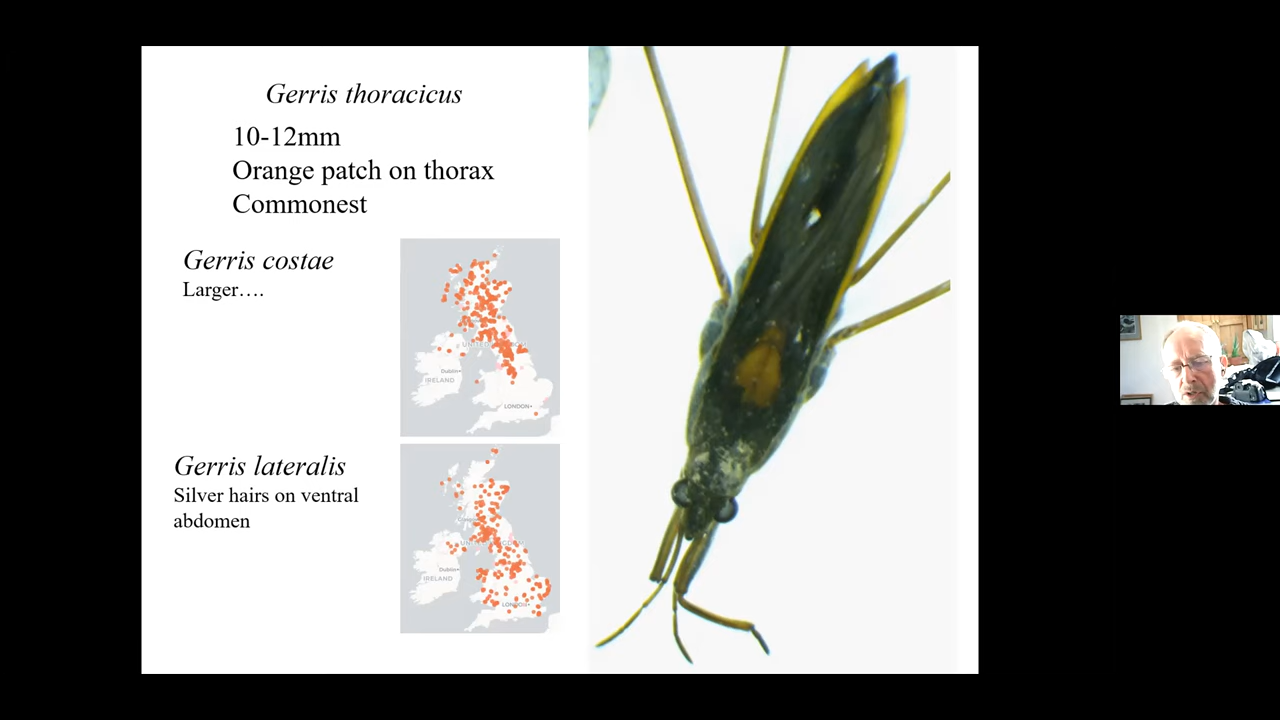 Gerris thoracicus
10-12mm
Orange patch on thorax
Commonest
Gerris costae
Larger….
Dublin
IRELAND
LONDON
Gerris lateralis
Silver hairs on ventral
abdomen
Dublin
IRELAND
LONDON